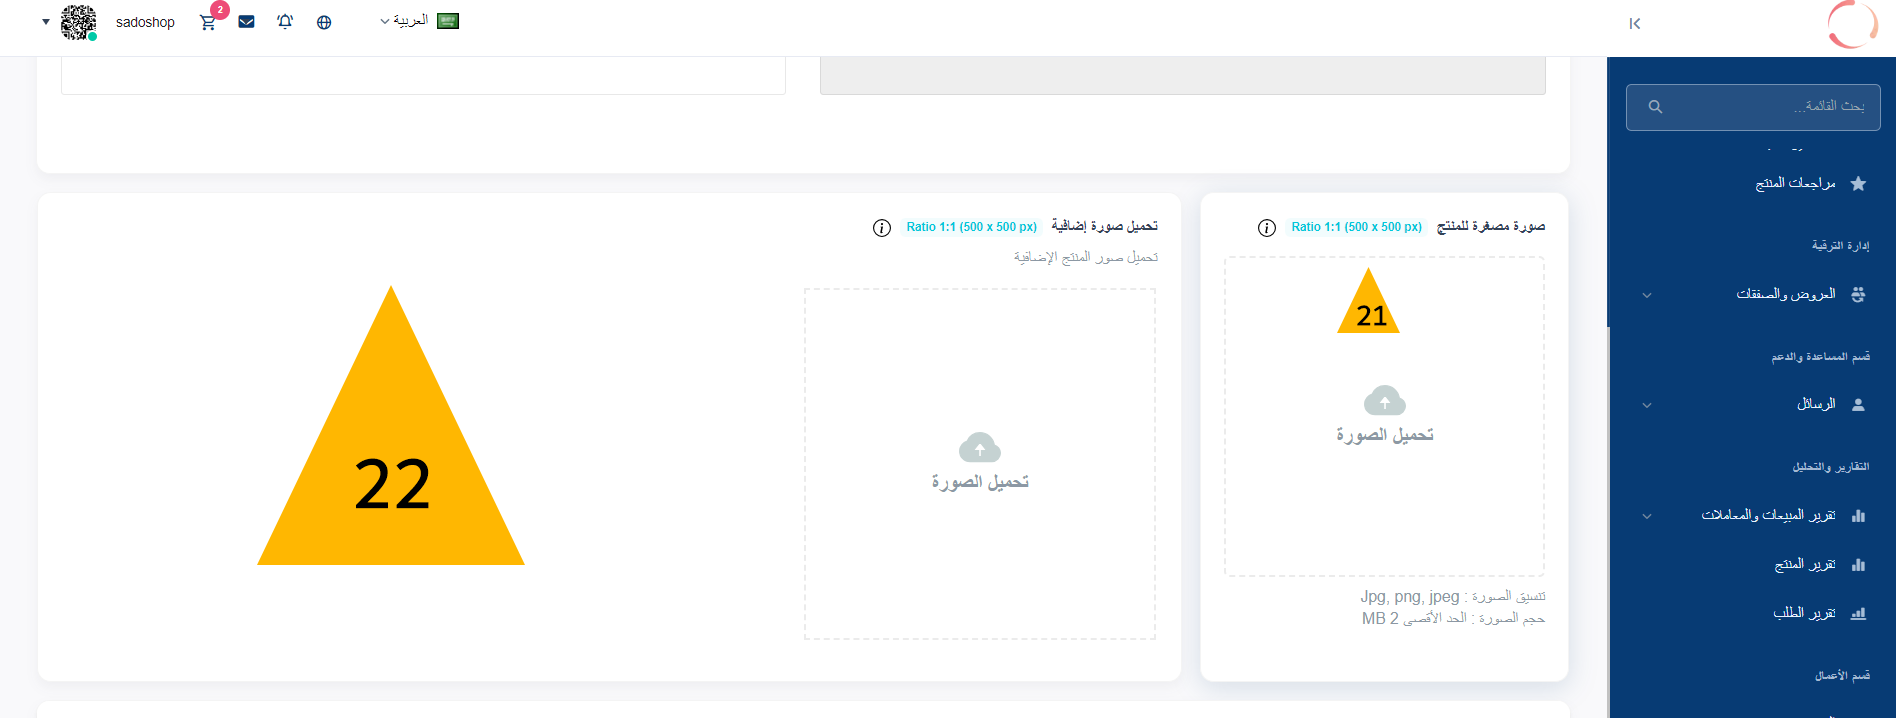 sadoshop
2
العربية
بحث القائمة...
مراجعات المنتج
إدارة الترقية
العروض والصفقات
قسم المساعدة والدعم
الرسائل
التقارير والتحليل
تقرير المبيعات والمعاملات
تقرير المنتج
تقرير الطلب
قسم الأعمال
صورة مصغرة للمنتج Ratio 1:1 (500 x 500 px)
21
تحميل الصورة
تنسيق الصورة : Jpg, png, jpeg
حجم الصورة : الحد الأقصى 2 MB
تحميل صورة إضافية Ratio 1:1 (500 x 500 px)
تحميل صور المنتج الإضافية
تحميل الصورة
22